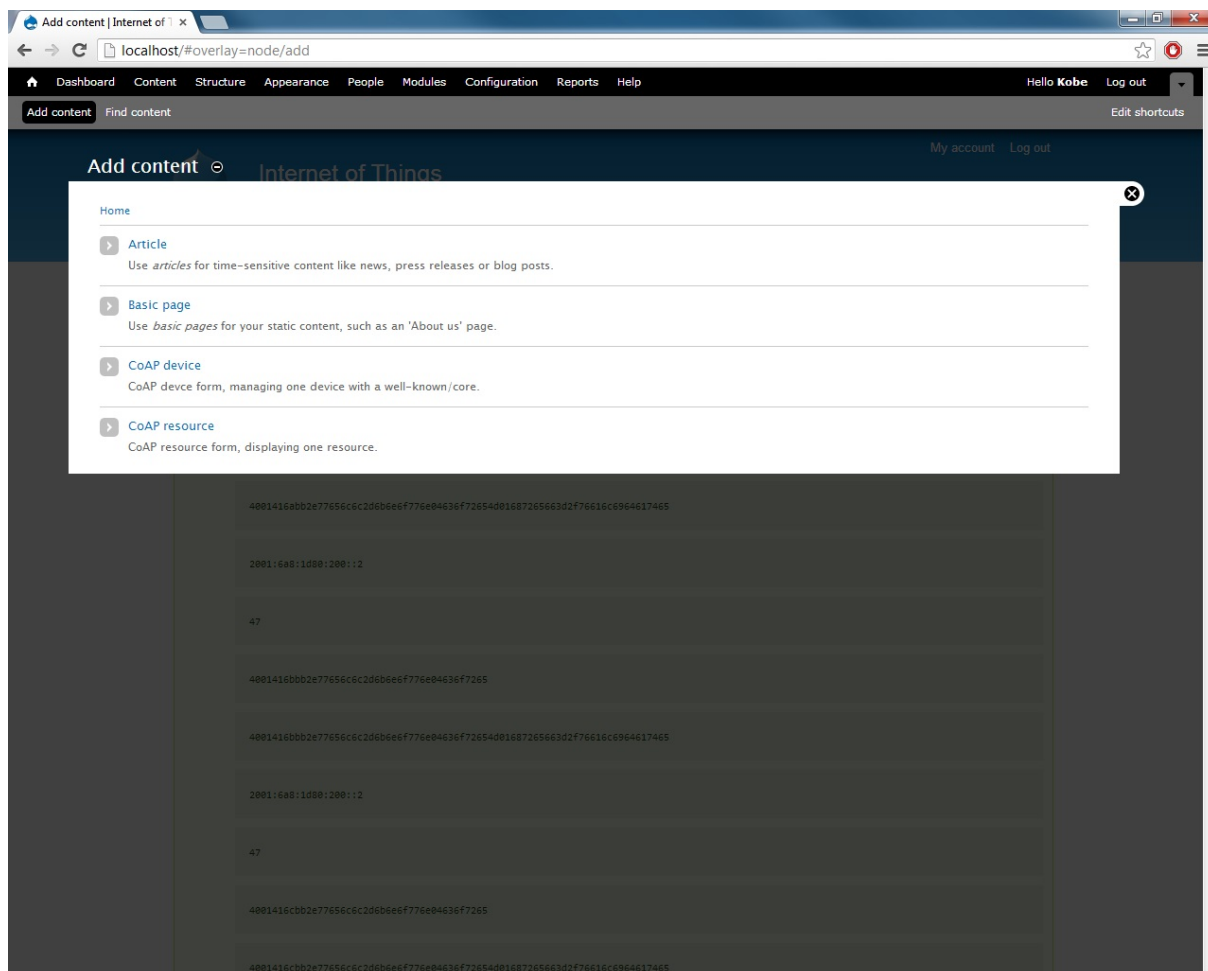 Add content | Internet of T
localhost/#overlay=node/add
Dashboard Content Structure Appearance People Modules Configuration Reports Help Hello Kobe Log out
Add content Find content Edit shortcuts
My account Log out
Add content
Internet of Things
Home
Article
Use articles for time-sensitive content like news, press releases or blog posts.
Basic page
Use basic pages for your static content, such as an 'About us' page.
CoAP device
CoAP devce form, managing one device with a well-known/core.
CoAP resource
CoAP resource form, displaying one resource.
4001416abb2e77656c6c2d6b6e6f776e04636f72654d01687265663d2f76616c6964617465
2001:6a8:1d80:200::2
47
4001416bbb2e77656c6c2d6b6e6f776e04636f7265
4001416bbb2e77656c6c2d6b6e6f776e04636f72654d01687265663d2f76616c6964617465
2001:6a8:1d80:200::2
47
4001416cbb2e77656c6c2d6b6e6f776e04636f7265
4001416cbb2e77656c6c2d6b6e6f776e04636f72654d01687265663d2f76616c6964617465